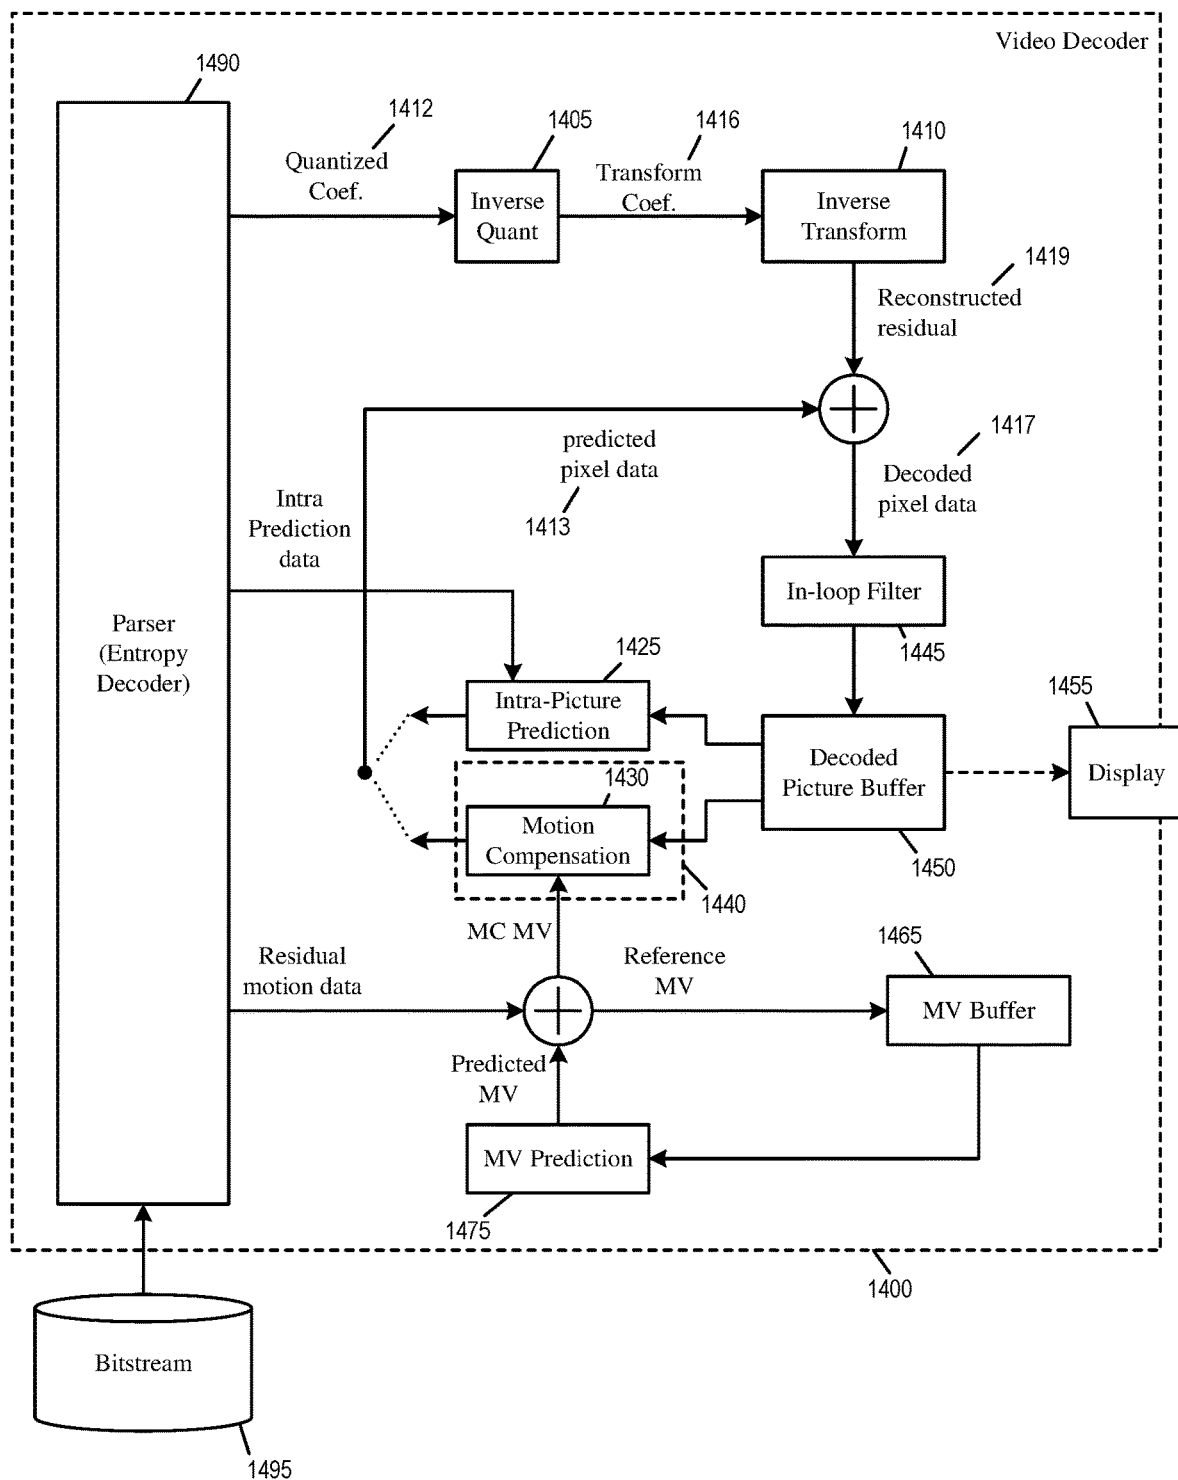 Video Decoder
1490
1412
1405
1416
1410
Quantized
Coef.
Inverse
Quant
Transform
Coef.
Inverse
Transform
1419
Reconstructed
residual
predicted
pixel data
1413
1417
Decoded
pixel data
Intra
Prediction
data
In-loop Filter
1445
Parser
(Entropy
Decoder)
1425
Intra-Picture
Prediction
1455
Decoded
Picture Buffer
Display
1430
Motion
Compensation
1450
1440
MC MV
1465
Residual
motion data
Reference
MV
MV Buffer
Predicted
MV
MV Prediction
1475
1400
Bitstream
1495